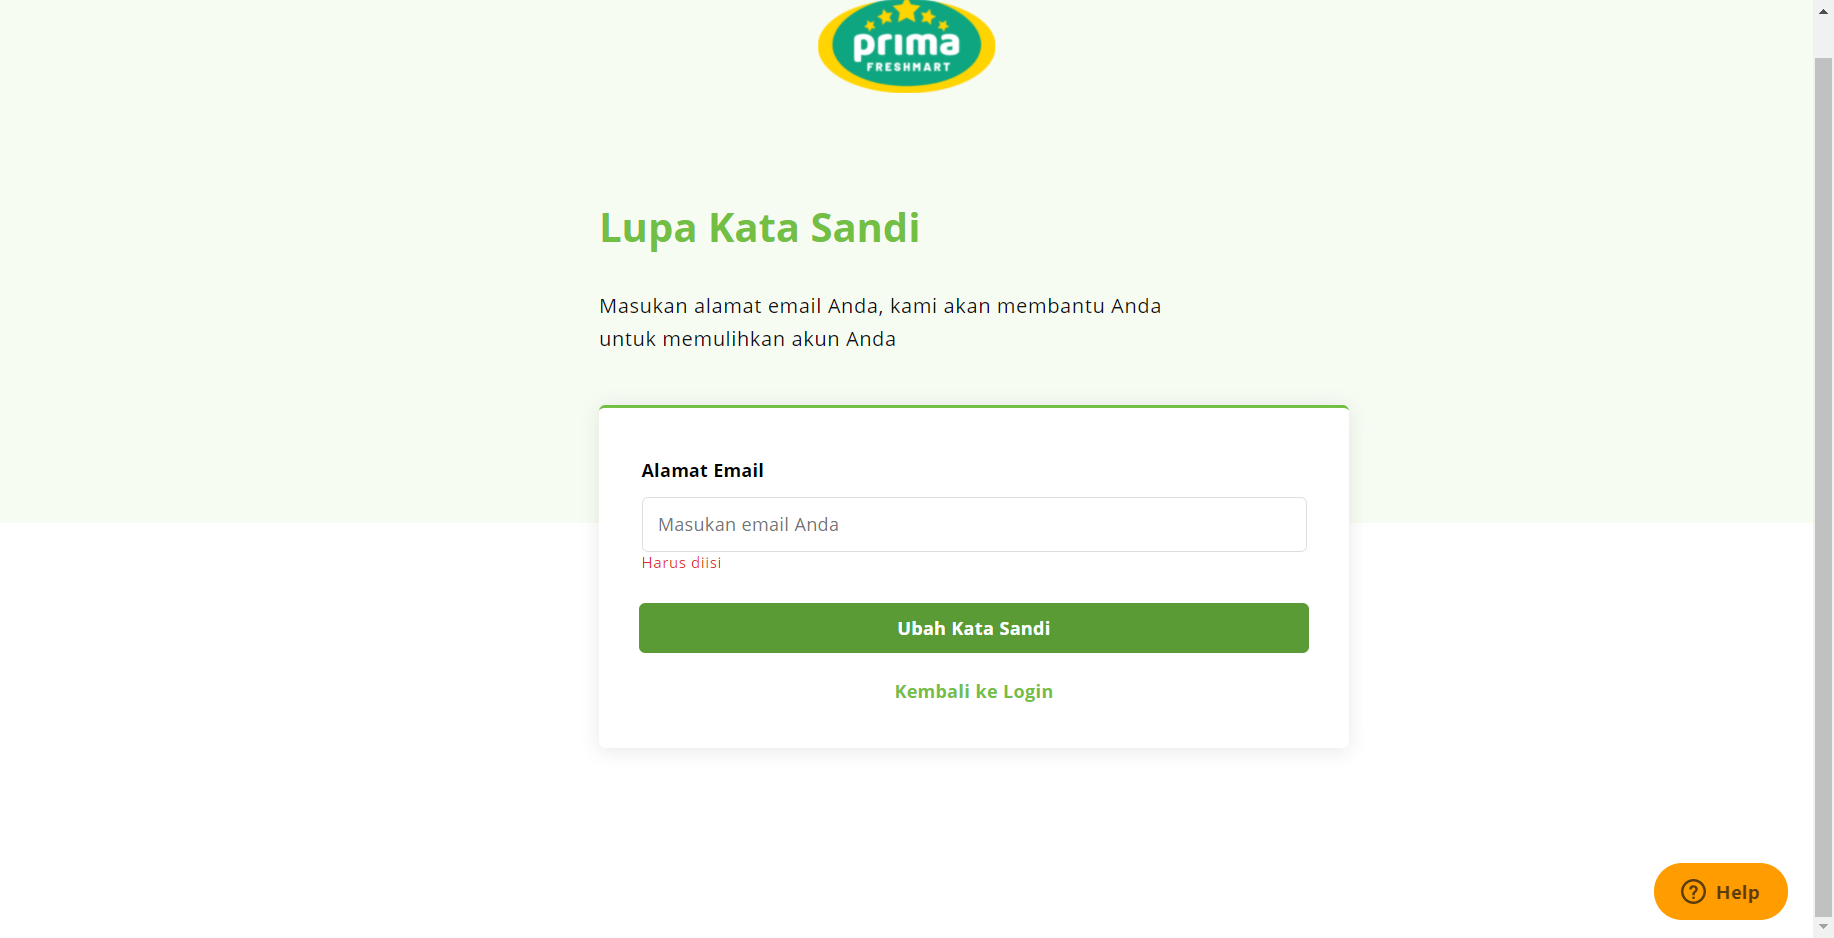 prima
FRESHMART
Lupa Kata Sandi
Masukan alamat email Anda, kami akan membantu Anda
untuk memulihkan akun Anda
Alamat Email
Masukan email Anda
Harus diisi
Ubah Kata Sandi
Kembali ke Login
? Help